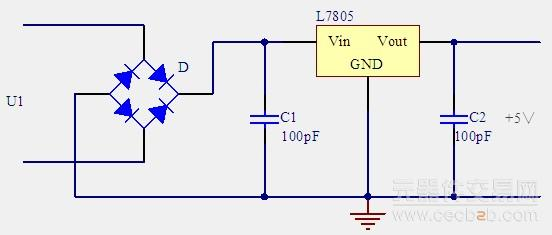 L7805
Vin Vout
GND
D
U1
C1
100pF
C2
100pF
+5V
元器件交易网
www.cecb2b.com